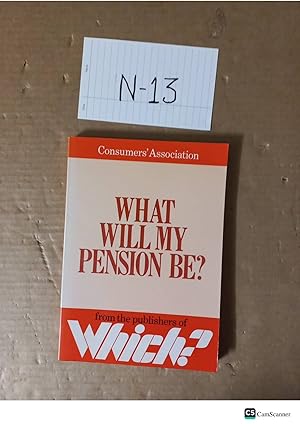 N-13
Consumers' Association
WHAT
WILL MY
PENSION BE?
from the publishers of
Which?
CS CamScanner